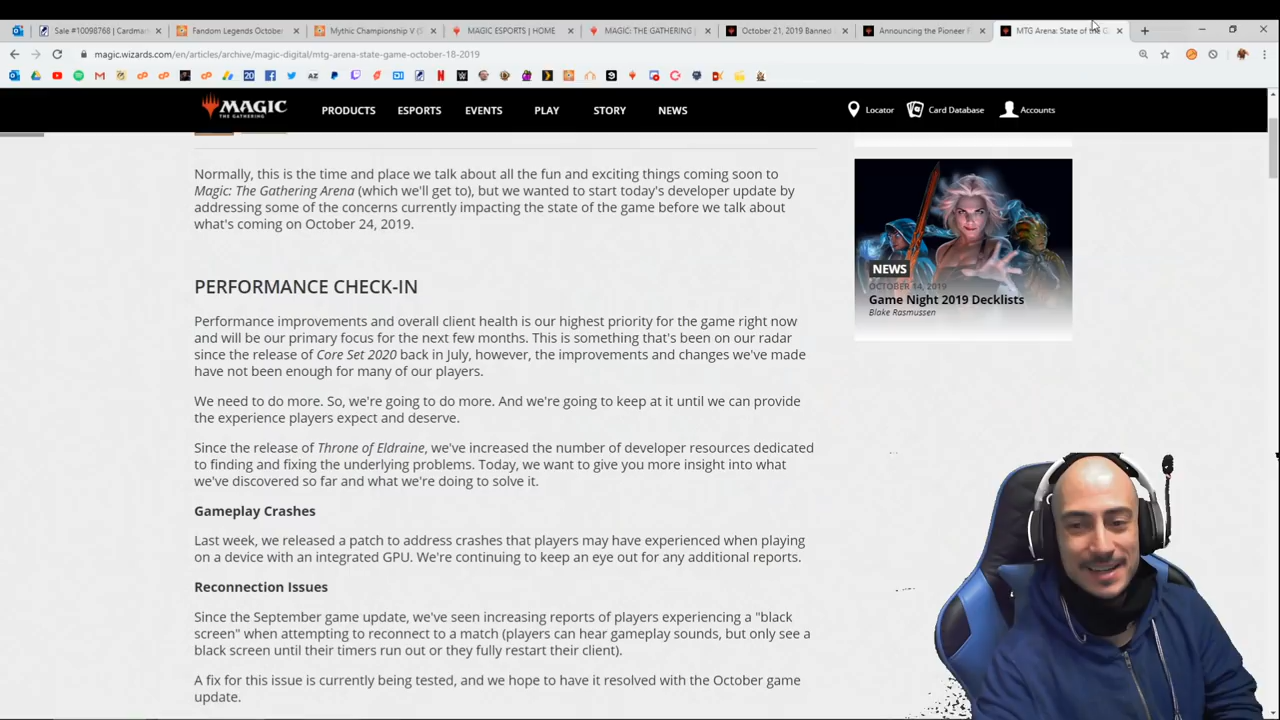 Sale #10098768 | Cardmar
Fandom Legends October
Mythic Championship V (
MAGIC ESPORTS | HOME
MAGIC: THE GATHERING |
October 21, 2019 Banned
Announcing the Pioneer F
MTG Arena: State of the G
magic.wizards.com/en/articles/archive/magic-digital/mtg-arena-state-game-october-18-2019
MAGIC
THE GATHERING
PRODUCTS ESPORTS EVENTS PLAY STORY NEWS
Locator Card Database Accounts
Normally, this is the time and place we talk about all the fun and exciting things coming soon to
Magic: The Gathering Arena (which we'll get to), but we wanted to start today's developer update by
addressing some of the concerns currently impacting the state of the game before we talk about
what's coming on October 24, 2019.
PERFORMANCE CHECK-IN
Performance improvements and overall client health is our highest priority for the game right now
and will be our primary focus for the next few months. This is something that's been on our radar
since the release of Core Set 2020 back in July, however, the improvements and changes we've made
have not been enough for many of our players.
We need to do more. So, we're going to do more. And we're going to keep at it until we can provide
the experience players expect and deserve.
Since the release of Throne of Eldraine, we've increased the number of developer resources dedicated
to finding and fixing the underlying problems. Today, we want to give you more insight into what
we've discovered so far and what we're doing to solve it.
Gameplay Crashes
Last week, we released a patch to address crashes that players may have experienced when playing
on a device with an integrated GPU. We're continuing to keep an eye out for any additional reports.
Reconnection Issues
Since the September game update, we've seen increasing reports of players experiencing a "black
screen" when attempting to reconnect to a match (players can hear gameplay sounds, but only see a
black screen until their timers run out or they fully restart their client).
A fix for this issue is currently being tested, and we hope to have it resolved with the October game
update.
NEWS
OCTOBER 14, 2019
Game Night 2019 Decklists
Blake Rasmussen